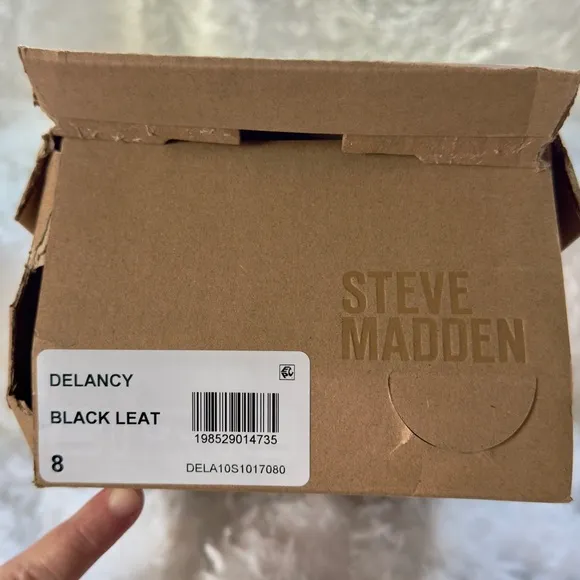 STEVE
MADDEN
DELANCY
BLACK LEAT
198529014735
8
DELA10S1017080